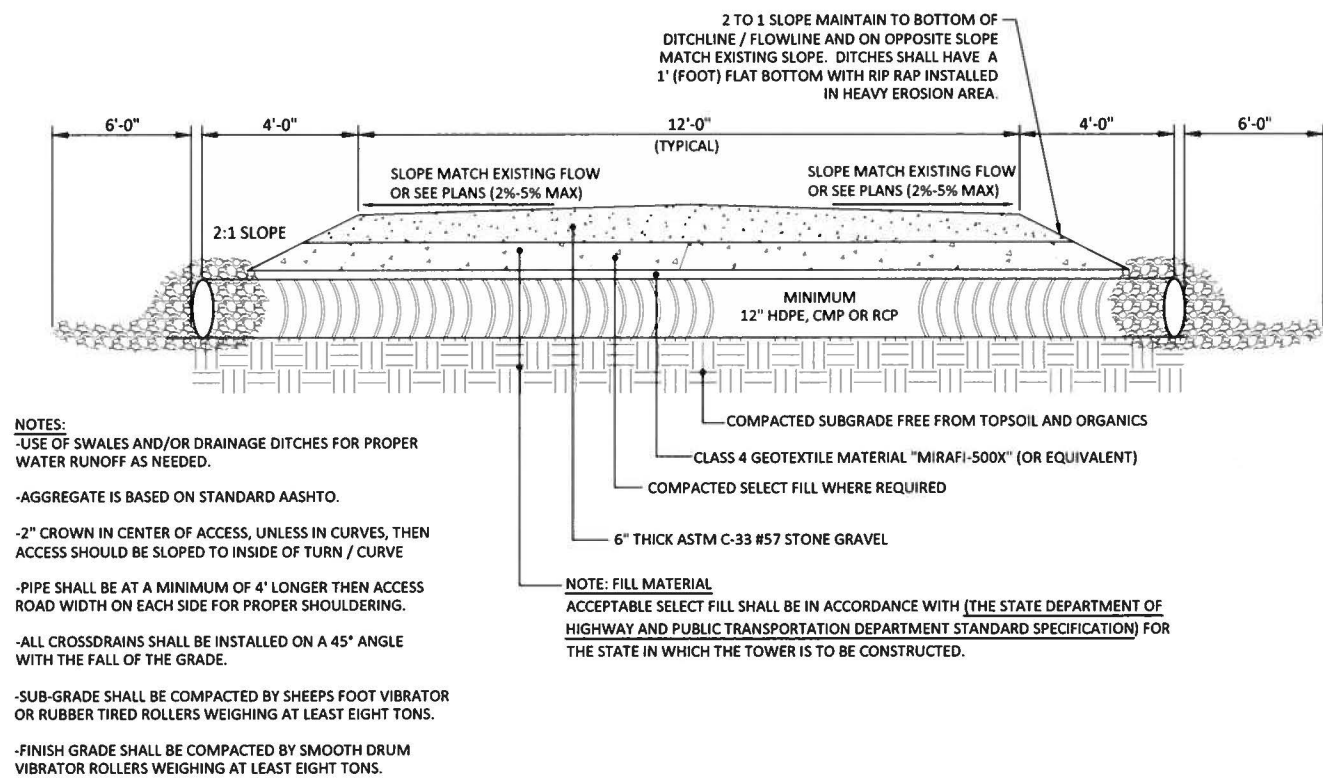 2 TO 1 SLOPE MAINTAIN TO BOTTOM OF
DITCHLINE / FLOWLINE AND ON OPPOSITE SLOPE
MATCH EXISTING SLOPE. DITCHES SHALL HAVE A
1' (FOOT) FLAT BOTTOM WITH RIP RAP INSTALLED
IN HEAVY EROSION AREA.
6'-0"
4'-0"
12'-0"
(TYPICAL)
4'-0"
6'-0"
SLOPE MATCH EXISTING FLOW
OR SEE PLANS (2%-5% MAX)
SLOPE MATCH EXISTING FLOW
OR SEE PLANS (2%-5% MAX)
2:1 SLOPE
MINIMUM
12" HDPE, CMP OR RCP
COMPACTED SUBGRADE FREE FROM TOPSOIL AND ORGANICS
CLASS 4 GEOTEXTILE MATERIAL "MIRAFI-500X" (OR EQUIVALENT)
COMPACTED SELECT FILL WHERE REQUIRED
6" THICK ASTM C-33 #57 STONE GRAVEL
NOTE: FILL MATERIAL
ACCEPTABLE SELECT FILL SHALL BE IN ACCORDANCE WITH (THE STATE DEPARTMENT OF
HIGHWAY AND PUBLIC TRANSPORTATION DEPARTMENT STANDARD SPECIFICATION) FOR
THE STATE IN WHICH THE TOWER IS TO BE CONSTRUCTED.
NOTES:
-USE OF SWALES AND/OR DRAINAGE DITCHES FOR PROPER
WATER RUNOFF AS NEEDED.
-AGGREGATE IS BASED ON STANDARD AASHTO.
-2" CROWN IN CENTER OF ACCESS, UNLESS IN CURVES, THEN
ACCESS SHOULD BE SLOPED TO INSIDE OF TURN / CURVE
-PIPE SHALL BE AT A MINIMUM OF 4' LONGER THEN ACCESS
ROAD WIDTH ON EACH SIDE FOR PROPER SHOULDERING.
-ALL CROSSDRAINS SHALL BE INSTALLED ON A 45° ANGLE
WITH THE FALL OF THE GRADE.
-SUB-GRADE SHALL BE COMPACTED BY SHEEPS FOOT VIBRATOR
OR RUBBER TIRED ROLLERS WEIGHING AT LEAST EIGHT TONS.
-FINISH GRADE SHALL BE COMPACTED BY SMOOTH DRUM
VIBRATOR ROLLERS WEIGHING AT LEAST EIGHT TONS.